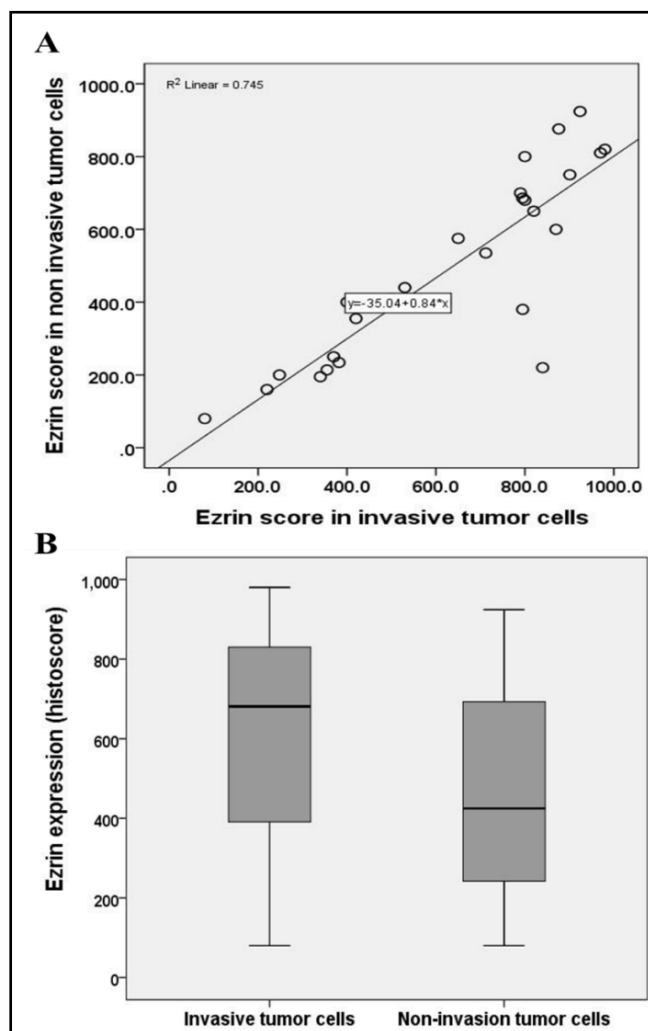 A
R² Linear = 0.745
1000.0
800.0
600.0
400.0
200.0
.0
y=-35.04+0.84*x
.0 200.0 400.0 600.0 800.0 1000.0
Ezrin score in non invasive tumor cells
Ezrin score in invasive tumor cells
B
1,000
800
600
400
200
0
Ezrin expression (histoscore)
Invasive tumor cells Non-invasion tumor cells